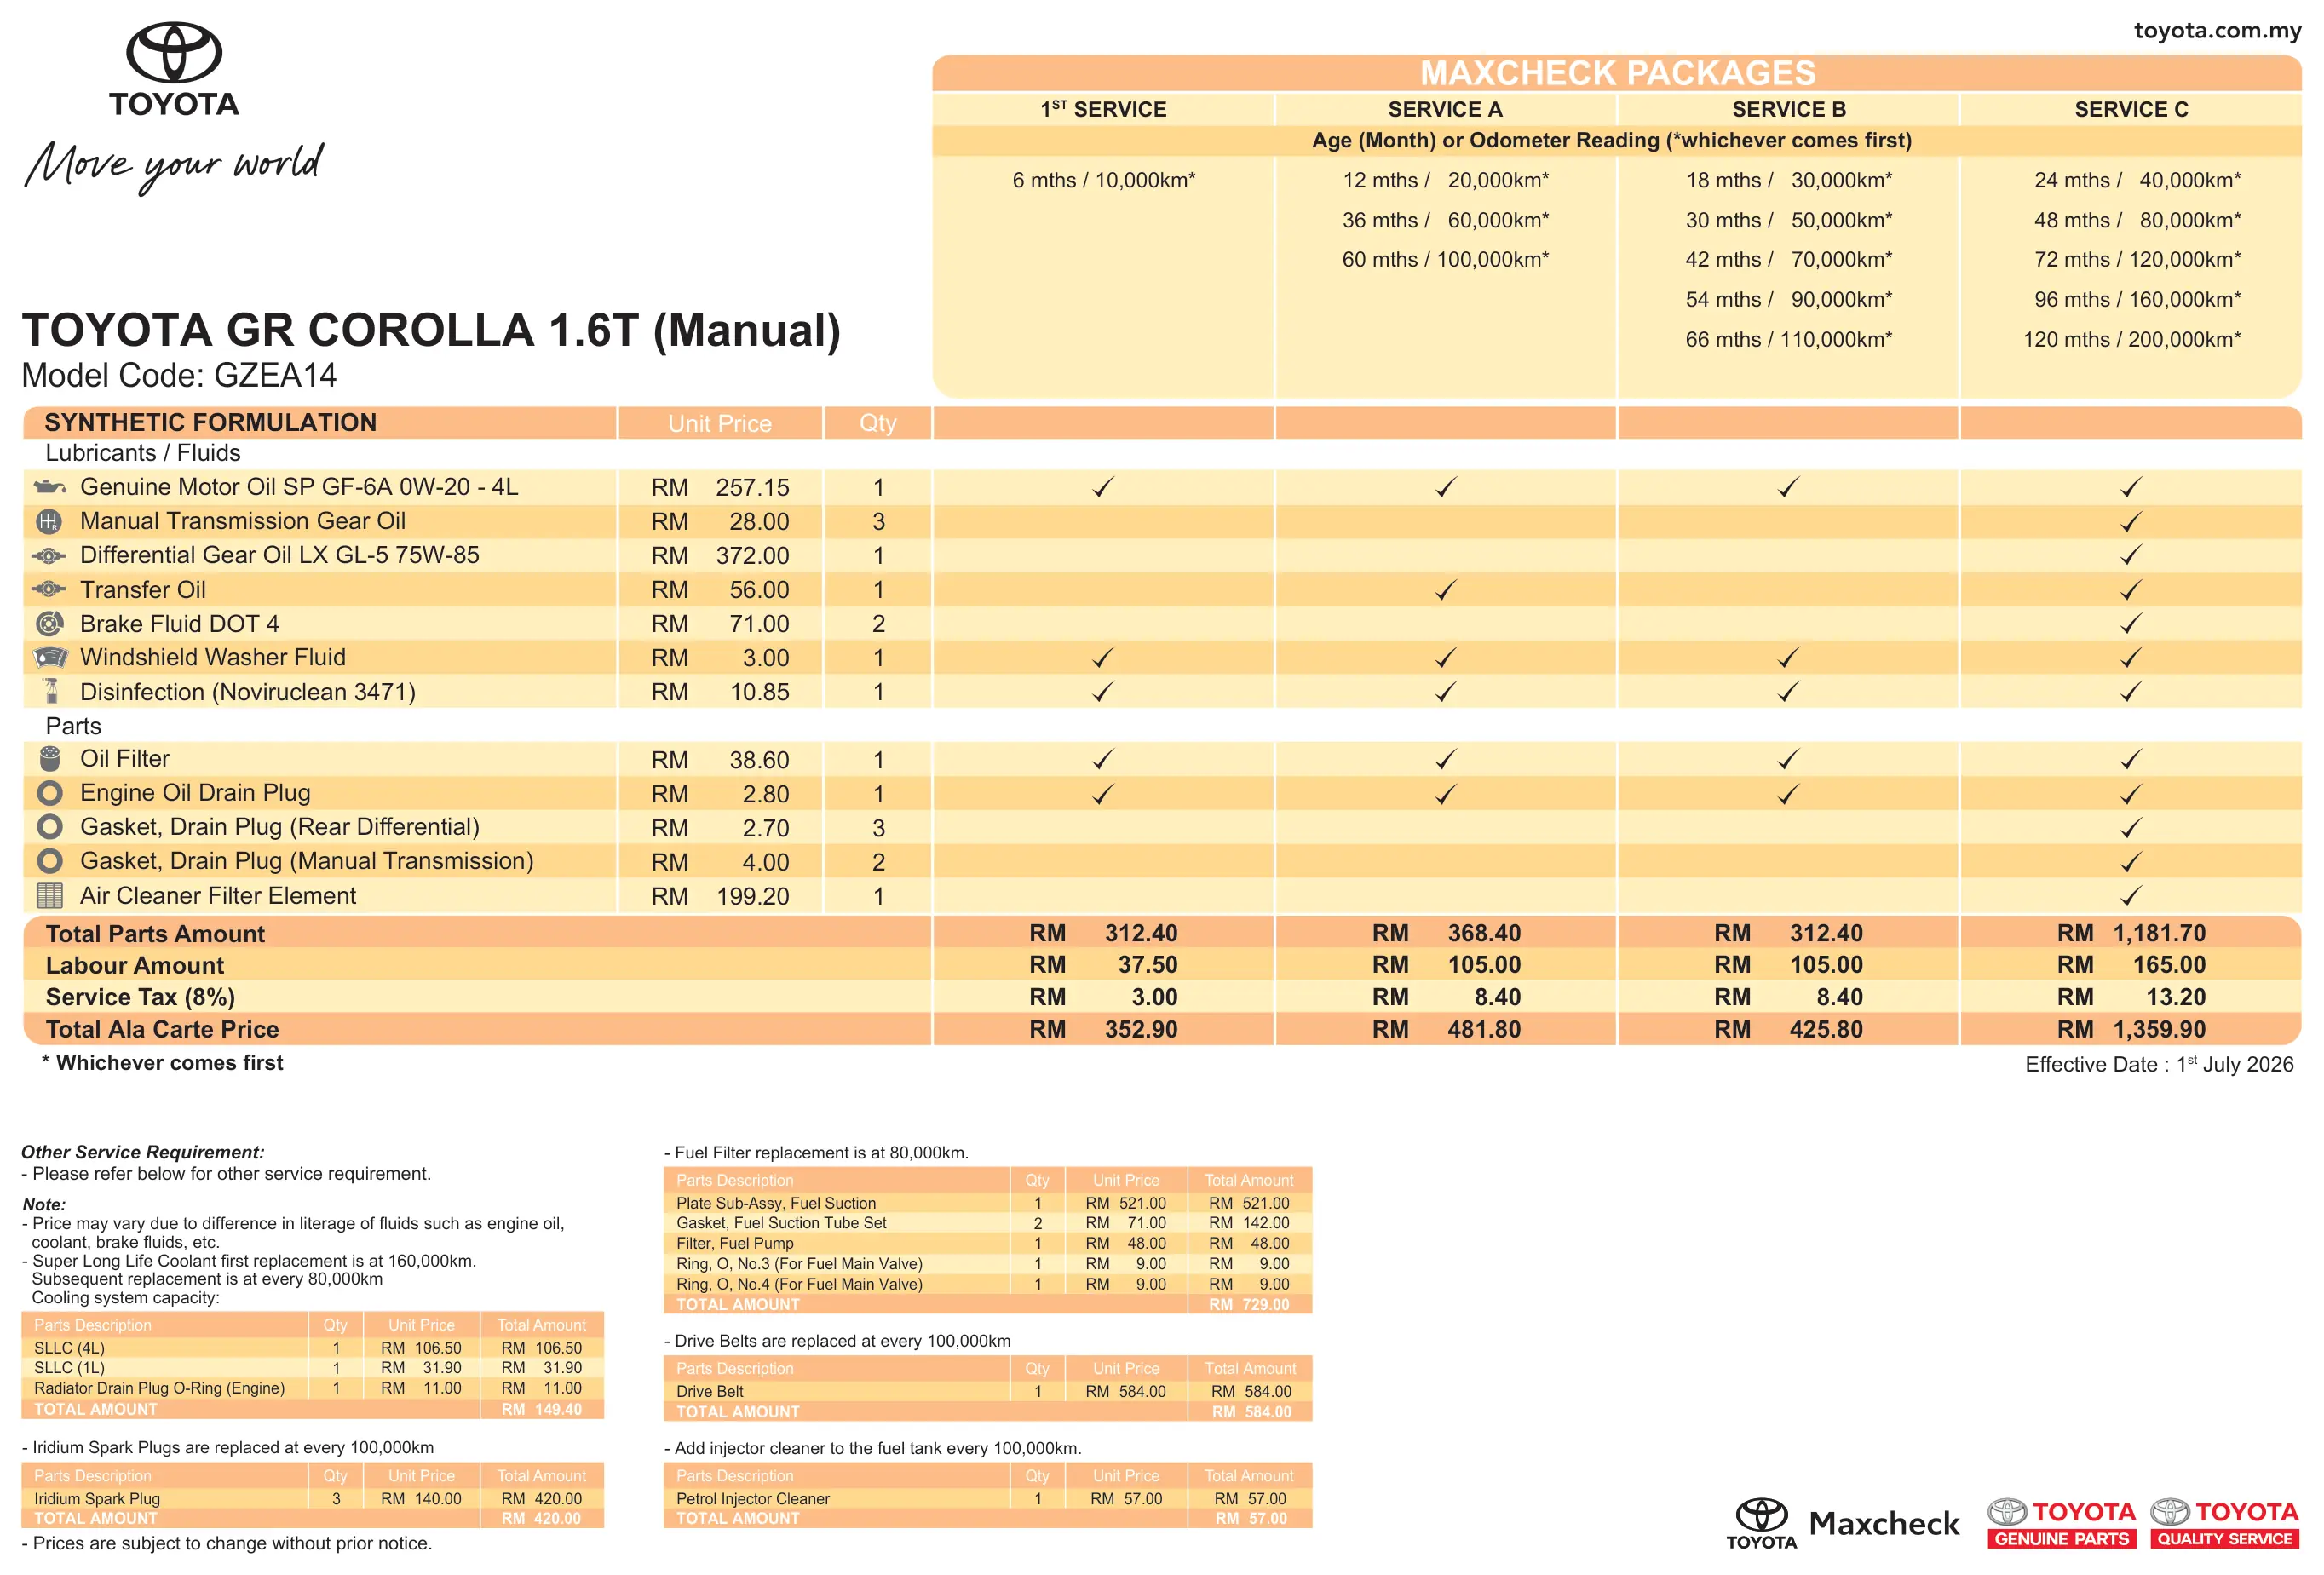 TOYOTA
Move your world
toyota.com.my
MAXCHECK PACKAGES
1ST SERVICE SERVICE A SERVICE B SERVICE C
Age (Month) or Odometer Reading (*whichever comes first)
6 mths / 10,000km* 12 mths / 20,000km* 18 mths / 30,000km* 24 mths / 40,000km*
36 mths / 60,000km* 30 mths / 50,000km* 48 mths / 80,000km*
60 mths / 100,000km* 42 mths / 70,000km* 72 mths / 120,000km*
54 mths / 90,000km* 96 mths / 160,000km*
66 mths / 110,000km* 120 mths / 200,000km*
TOYOTA GR COROLLA 1.6T (Manual)
Model Code: GZEA14
SYNTHETIC FORMULATION Unit Price Qty
Lubricants / Fluids
Genuine Motor Oil SP GF-6A 0W-20 - 4L RM 257.15 1 ✓ ✓ ✓ ✓
Manual Transmission Gear Oil RM 28.00 3 ✓
Differential Gear Oil LX GL-5 75W-85 RM 372.00 1 ✓
Transfer Oil RM 56.00 1 ✓ ✓
Brake Fluid DOT 4 RM 71.00 2 ✓
Windshield Washer Fluid RM 3.00 1 ✓ ✓ ✓ ✓
Disinfection (Noviruclean 3471) RM 10.85 1 ✓ ✓ ✓ ✓
Parts
Oil Filter RM 38.60 1 ✓ ✓ ✓ ✓
Engine Oil Drain Plug RM 2.80 1 ✓ ✓ ✓ ✓
Gasket, Drain Plug (Rear Differential) RM 2.70 3 ✓
Gasket, Drain Plug (Manual Transmission) RM 4.00 2 ✓
Air Cleaner Filter Element RM 199.20 1 ✓
Total Parts Amount RM 312.40 RM 368.40 RM 312.40 RM 1,181.70
Labour Amount RM 37.50 RM 105.00 RM 105.00 RM 165.00
Service Tax (8%) RM 3.00 RM 8.40 RM 8.40 RM 13.20
Total Ala Carte Price RM 352.90 RM 481.80 RM 425.80 RM 1,359.90
* Whichever comes first
Effective Date : 1st July 2026
Other Service Requirement:
- Please refer below for other service requirement.
Note:
- Price may vary due to difference in literage of fluids such as engine oil,
coolant, brake fluids, etc.
- Super Long Life Coolant first replacement is at 160,000km.
Subsequent replacement is at every 80,000km
Cooling system capacity:
Parts Description Qty Unit Price Total Amount
SLLC (4L) 1 RM 106.50 RM 106.50
SLLC (1L) 1 RM 31.90 RM 31.90
Radiator Drain Plug O-Ring (Engine) 1 RM 11.00 RM 11.00
TOTAL AMOUNT RM 149.40
- Iridium Spark Plugs are replaced at every 100,000km
Parts Description Qty Unit Price Total Amount
Iridium Spark Plug 3 RM 140.00 RM 420.00
TOTAL AMOUNT RM 420.00
- Prices are subject to change without prior notice.
- Fuel Filter replacement is at 80,000km.
Parts Description Qty Unit Price Total Amount
Plate Sub-Assy, Fuel Suction 1 RM 521.00 RM 521.00
Gasket, Fuel Suction Tube Set 2 RM 71.00 RM 142.00
Filter, Fuel Pump 1 RM 48.00 RM 48.00
Ring, O, No.3 (For Fuel Main Valve) 1 RM 9.00 RM 9.00
Ring, O, No.4 (For Fuel Main Valve) 1 RM 9.00 RM 9.00
TOTAL AMOUNT RM 729.00
- Drive Belts are replaced at every 100,000km
Parts Description Qty Unit Price Total Amount
Drive Belt 1 RM 584.00 RM 584.00
TOTAL AMOUNT RM 584.00
- Add injector cleaner to the fuel tank every 100,000km.
Parts Description Qty Unit Price Total Amount
Petrol Injector Cleaner 1 RM 57.00 RM 57.00
TOTAL AMOUNT RM 57.00
TOYOTA Maxcheck
TOYOTA
GENUINE PARTS
TOYOTA
QUALITY SERVICE